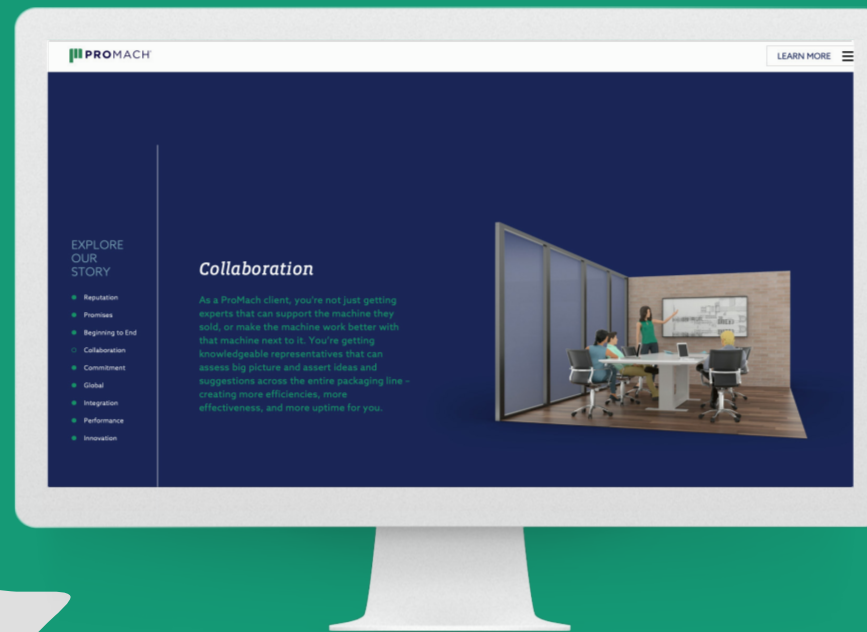 PROMACH
LEARN MORE
EXPLORE
OUR
STORY
Reputation
Promises
Beginning to End
Collaboration
Commitment
Global
Integration
Performance
Innovation
Collaboration
As a ProMach client, you're not just getting
experts that can support the machine they
sold, or make the machine work better with
that machine next to it. You're getting
knowledgeable representatives that can
assess big picture and assert ideas and
suggestions across the entire packaging line –
creating more efficiencies, more
effectiveness, and more uptime for you.